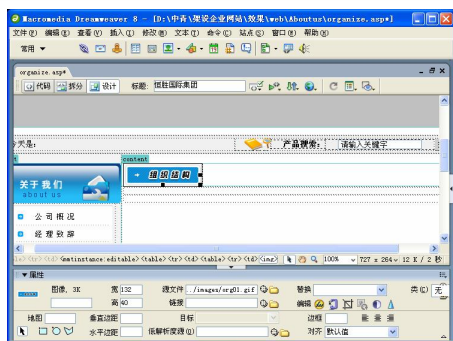 Macromedia Dreamweaver 8 - [D:\中青\架设企业网站\效果\web\Aboutus\organize.asp*]
文件(F) 编辑(E) 查看(V) 插入(I) 修改(M) 文本(T) 命令(C) 站点(S) 窗口(W) 帮助(H)
常用
organize.asp*
代码 拆分 设计 标题: 恒胜国际集团
今天是: 产品搜索: 请输入关键字
content
组织结构
关于我们
about us
公司概况
经理致辞
<tr> <td> <mmtinstance:editable> <table> <tr> <td> <table> <tr> <td> <img> 100% 727 x 264 12 K / 2 秒
属性
图像, 3K 宽 132 源文件 ../images/org01.gif 替换 类(C) 无
高 40 链接 编辑
地图 垂直边距 目标 边框
水平边距 低解析度源(O) 对齐 默认值